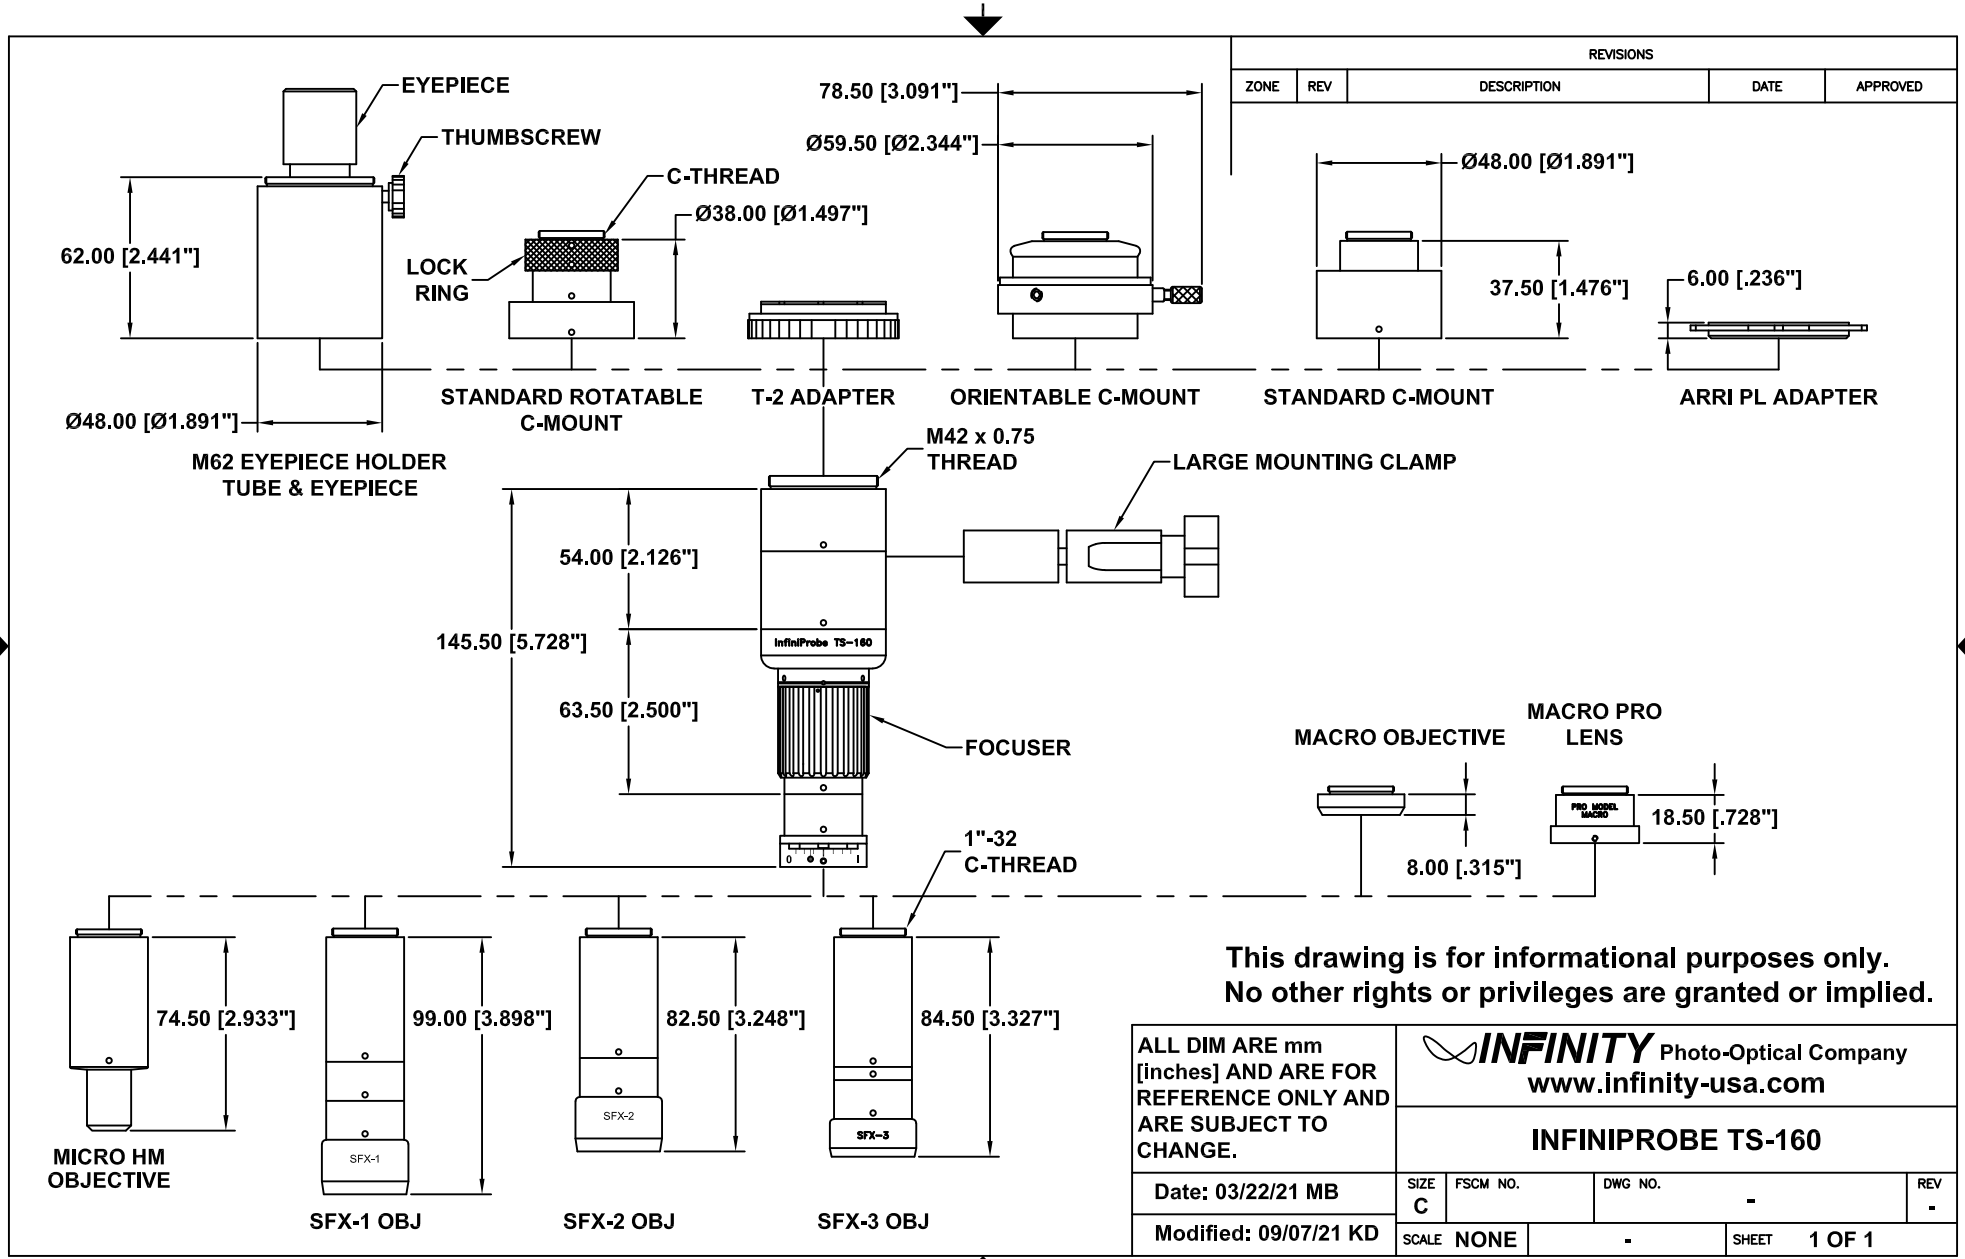 REVISIONS
ZONE REV DESCRIPTION DATE APPROVED
EYEPIECE
THUMBSCREW
62.00 [2.441"]
Ø48.00 [Ø1.891"]
M62 EYEPIECE HOLDER
TUBE & EYEPIECE
C-THREAD
Ø38.00 [Ø1.497"]
LOCK
RING
STANDARD ROTATABLE
C-MOUNT
T-2 ADAPTER
78.50 [3.091"]
Ø59.50 [Ø2.344"]
ORIENTABLE C-MOUNT
Ø48.00 [Ø1.891"]
37.50 [1.476"]
STANDARD C-MOUNT
6.00 [.236"]
ARRI PL ADAPTER
M42 x 0.75
THREAD
LARGE MOUNTING CLAMP
54.00 [2.126"]
145.50 [5.728"]
InfiniProbe TS-160
63.50 [2.500"]
FOCUSER
0 I
1"-32
C-THREAD
MACRO OBJECTIVE
8.00 [.315"]
MACRO PRO
LENS
PRO MODEL
MACRO
18.50 [.728"]
74.50 [2.933"]
MICRO HM
OBJECTIVE
99.00 [3.898"]
SFX-1
SFX-1 OBJ
82.50 [3.248"]
SFX-2
SFX-2 OBJ
84.50 [3.327"]
SFX-3
SFX-3 OBJ
This drawing is for informational purposes only.
No other rights or privileges are granted or implied.
ALL DIM ARE mm
[inches] AND ARE FOR
REFERENCE ONLY AND
ARE SUBJECT TO
CHANGE.
Date: 03/22/21 MB
Modified: 09/07/21 KD
INFINITY Photo-Optical Company
www.infinity-usa.com
INFINIPROBE TS-160
SIZE FSCM NO. DWG NO. REV
C - -
SCALE NONE - SHEET 1 OF 1